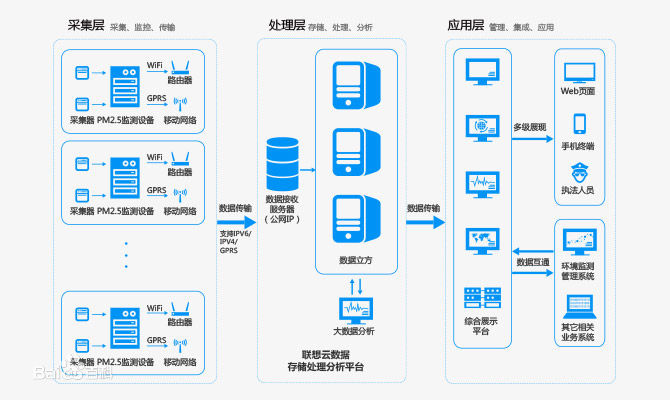 采集层 采集、监控、传输
WiFi
路由器
GPRS
采集器 PM2.5监测设备 移动网络
WiFi
路由器
GPRS
采集器 PM2.5监测设备 移动网络
WiFi
路由器
GPRS
采集器 PM2.5监测设备 移动网络
Baidu百科
数据传输
支持IPV6/
IPV4/
GPRS
处理层 存储、处理、分析
数据接收
服务器
（公网IP）
数据立方
大数据分析
联想云数据
存储处理分析平台
数据传输
应用层 管理、集成、应用
综合展示
平台
多级展现
数据互通
Web页面
手机终端
执法人员
环境监测
管理系统
其它相关
业务系统